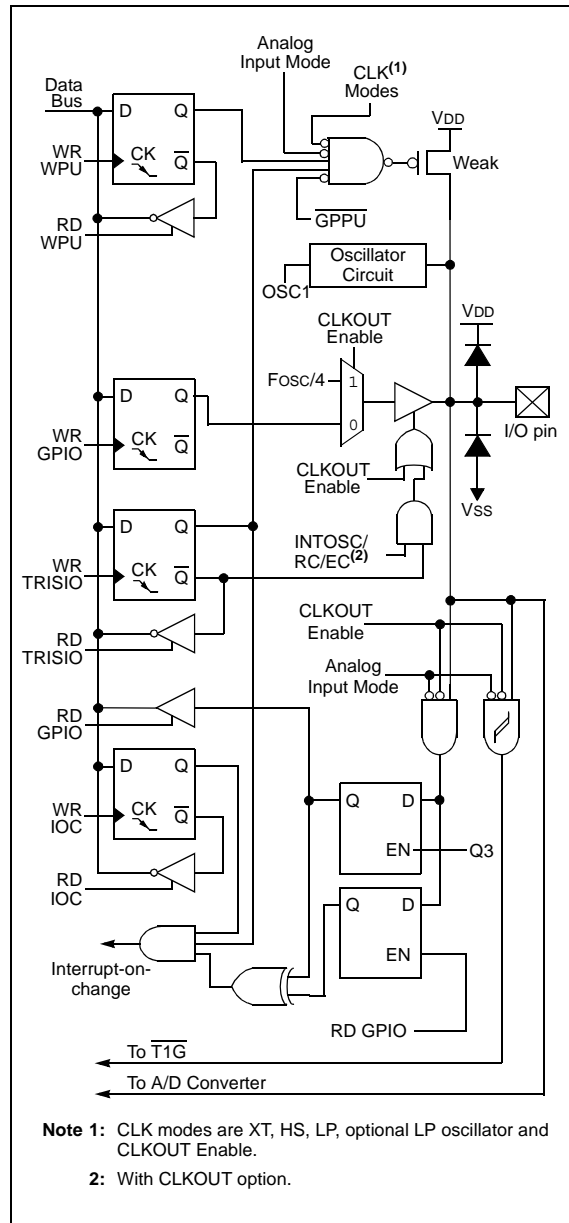 Analog
Input Mode
CLK(1)
Modes
Data
Bus
D Q
WR
WPU
CK Q
RD
WPU
VDD
Weak
GPPU
Oscillator
Circuit
OSC1
CLKOUT
Enable
VDD
FOSC/4
1
0
I/O pin
VSS
D Q
WR
GPIO
CK Q
CLKOUT
Enable
INTOSC/
RC/EC(2)
D Q
WR
TRISIO
CK Q
RD
TRISIO
CLKOUT
Enable
Analog
Input Mode
RD
GPIO
D Q
WR
IOC
CK Q
RD
IOC
Q D
EN
Q3
Q D
EN
Interrupt-on-
change
RD GPIO
To T1G
To A/D Converter
Note 1: CLK modes are XT, HS, LP, optional LP oscillator and
CLKOUT Enable.
2: With CLKOUT option.